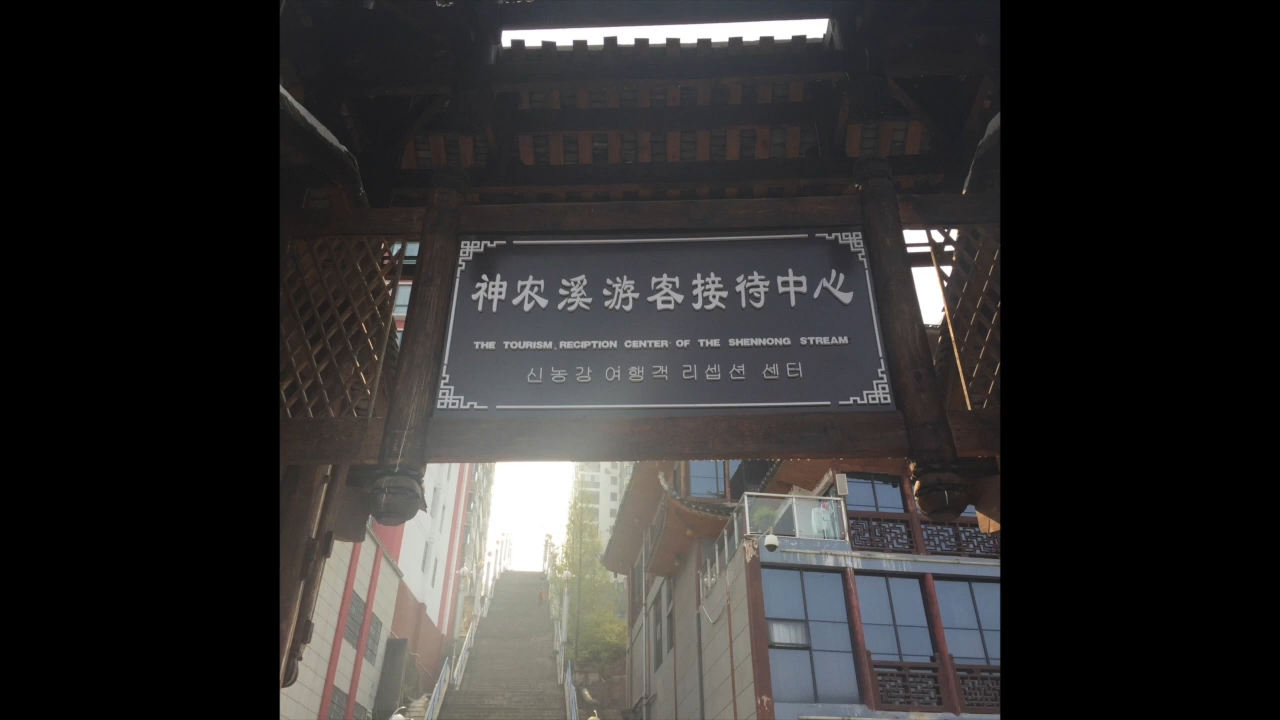 神农溪游客接待中心
THE TOURISM RECIPTION CENTER OF THE SHENNONG STREAM
신농강 여행객 리셉션 센터